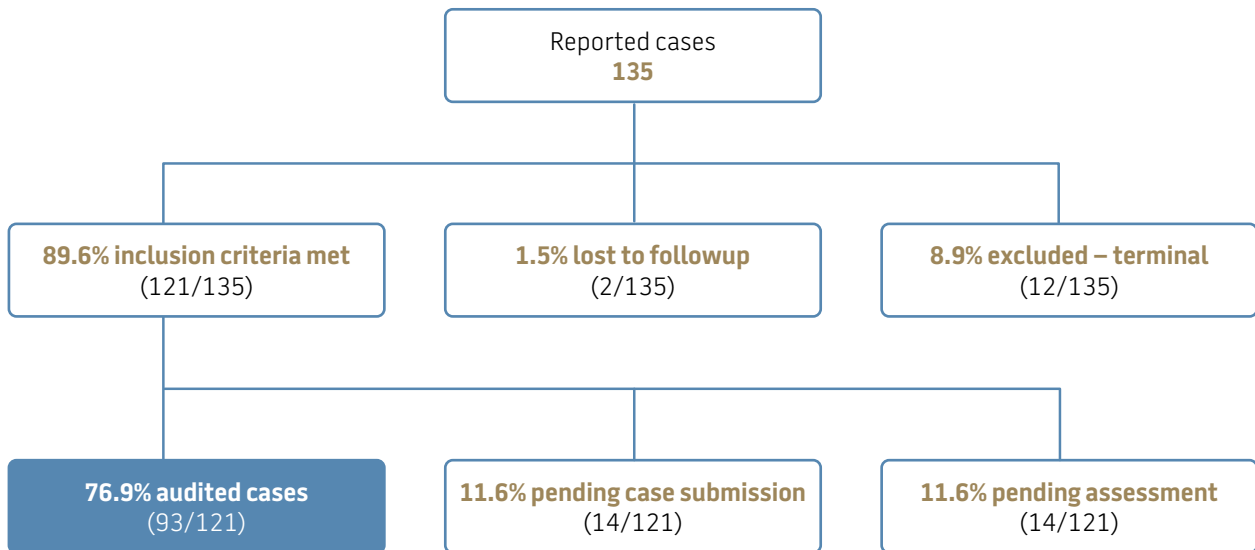 Reported cases
135
89.6% inclusion criteria met
(121/135)
1.5% lost to followup
(2/135)
8.9% excluded – terminal
(12/135)
76.9% audited cases
(93/121)
11.6% pending case submission
(14/121)
11.6% pending assessment
(14/121)